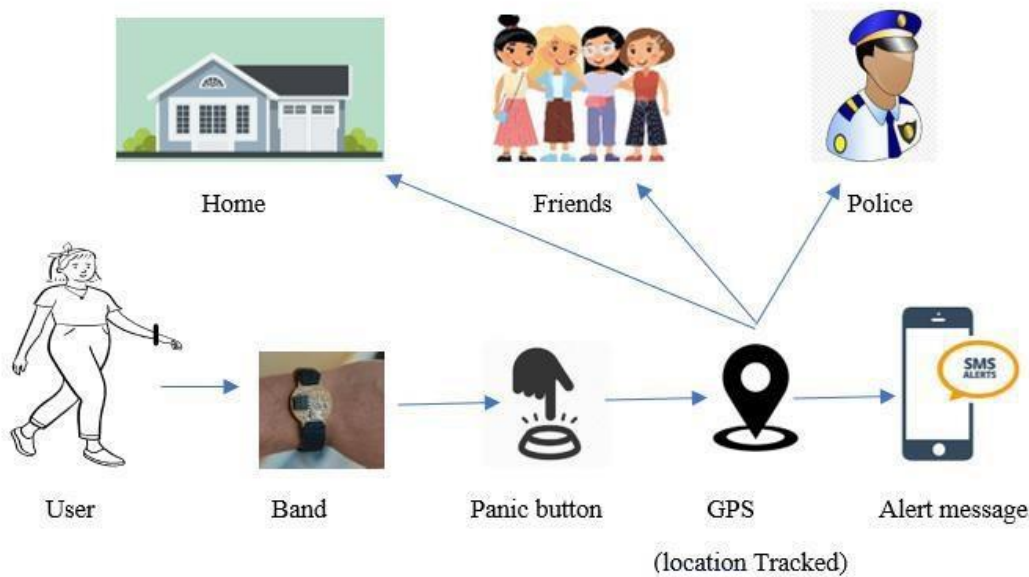 Home
Friends
Police
SMS
ALERTS
User
Band
Panic button
GPS
Alert message
(location Tracked)